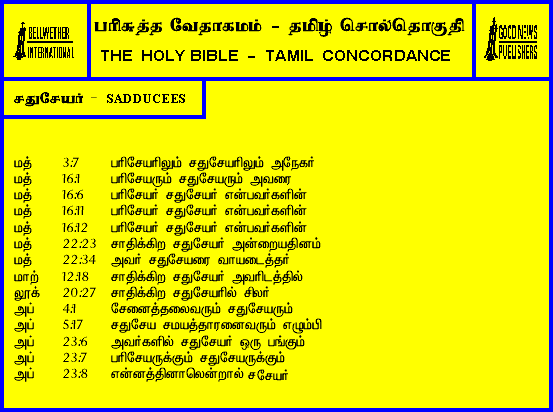 BELLWETHER INTERNATIONAL
பரிசுத்த வேதாகமம் - தமிழ் சொல்தொகுதி
THE HOLY BIBLE - TAMIL CONCORDANCE
GOOD NEWS PUBLISHERS
சதுசேயர் - SADDUCEES
மத் 3:7 பரிசேயரிலும் சதுசேயரிலும் அநேகர்
மத் 16:1 பரிசேயரும் சதுசேயரும் அவரை
மத் 16:6 பரிசேயர் சதுசேயர் என்பவர்களின்
மத் 16:11 பரிசேயர் சதுசேயர் என்பவர்களின்
மத் 16:12 பரிசேயர் சதுசேயர் என்பவர்களின்
மத் 22:23 சாதிக்கிற சதுசேயர் அன்றையதினம்
மத் 22:34 அவர் சதுசேயரை வாயடைத்தர்
மாற் 12:18 சாதிக்கிற சதுசேயர் அவரிடத்தில்
லூக் 20:27 சாதிக்கிற சதுசேயரில் சிலர்
அப் 4:1 சேனைத்தலைவரும் சதுசேயரும்
அப் 5:17 சதுசேய சமயத்தாரனைவரும் எழும்பி
அப் 23:6 அவர்களில் சதுசேயர் ஒரு பங்கும்
அப் 23:7 பரிசேயருக்கும் சதுசேயருக்கும்
அப் 23:8 என்னத்தினாலென்றால் சசேயர்